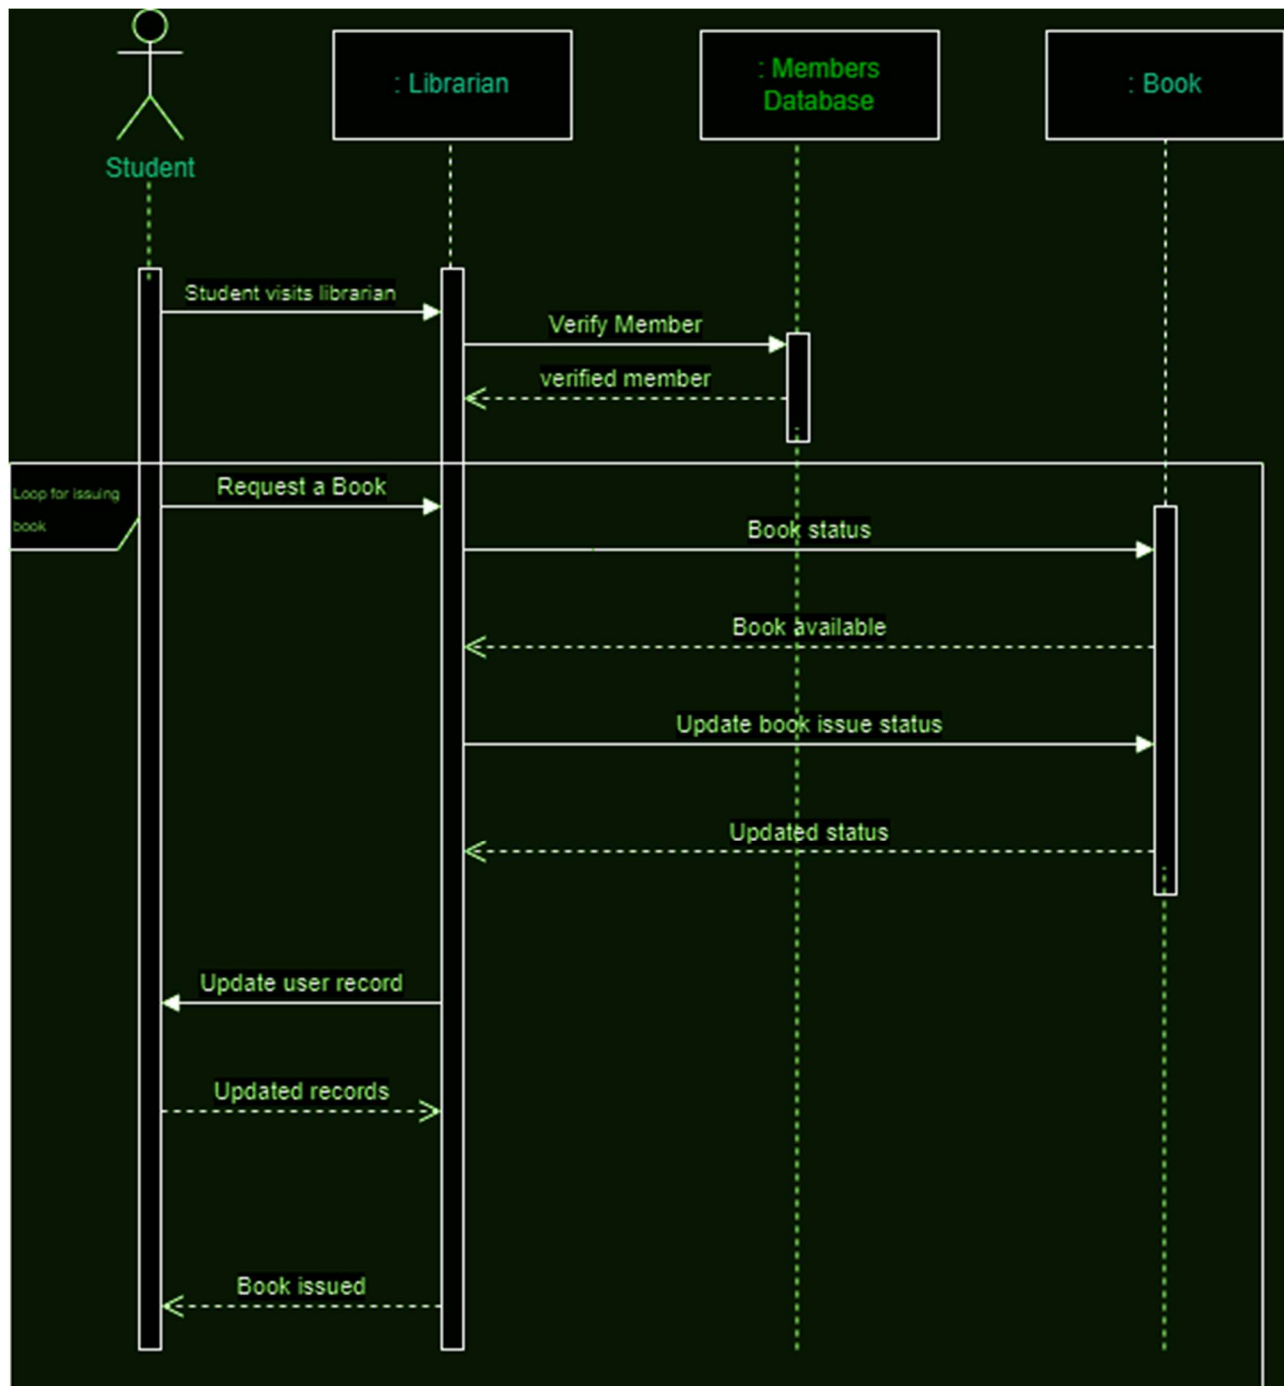 Student
: Librarian
: Members
Database
: Book
Student visits librarian
Verify Member
verified member
Loop for issuing
book
Request a Book
Book status
Book available
Update book issue status
Updated status
Update user record
Updated records
Book issued